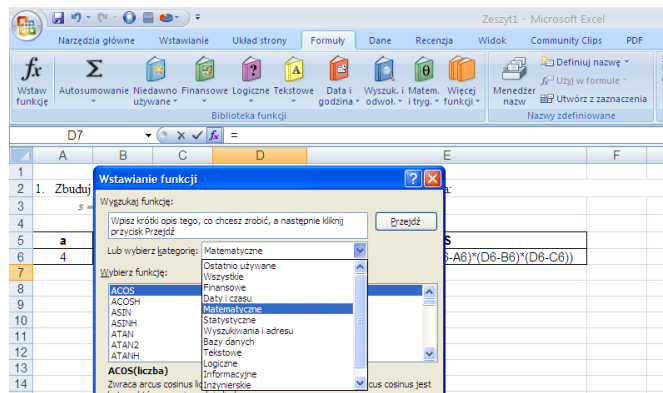 Zeszyt1 - Microsoft Excel
Narzędzia główne Wstawianie Układ strony Formuły Dane Recenzja Widok Community Clips PDF
fx Σ ? A θ
Wstaw funkcję Autosumowanie Niedawno używane Finansowe Logiczne Tekstowe Data i godzina Wyszuk. i odwoł. Matem. i tryg. Więcej funkcji Menedżer nazw
Definiuj nazwę
Użyj w formule
Utwórz z zaznaczenia
Biblioteka funkcji Nazwy zdefiniowane
D7 fx =
A B C D E F
1
2 1. Zbuduj
3 s =
4
5 a S
6 4 -A6)*(D6-B6)*(D6-C6))
7
8
9
10
11
12
13
14
Wstawianie funkcji ?
Wyszukaj funkcję:
Wpisz krótki opis tego, co chcesz zrobić, a następnie kliknij
przycisk Przejdź
Przejdź
Lub wybierz kategorię: Matematyczne
Ostatnio używane
Wszystkie
Finansowe
Daty i czasu
Matematyczne
Statystyczne
Wyszukiwania i adresu
Bazy danych
Tekstowe
Logiczne
Informacyjne
Inżynierskie
Wybierz funkcję:
ACOS
ACOSH
ASIN
ASINH
ATAN
ATAN2
ATANH
ACOS(liczba)
Zwraca arcus cosinus cus cosinus jest